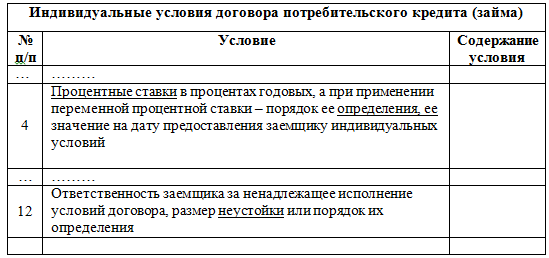 Индивидуальные условия договора потребительского кредита (займа)
№ п/п Условие Содержание условия
… ………
4 Процентные ставки в процентах годовых, а при применении
переменной процентной ставки – порядок ее определения, ее
значение на дату предоставления заемщику индивидуальных
условий
… ………
12 Ответственность заемщика за ненадлежащее исполнение
условий договора, размер неустойки или порядок их
определения